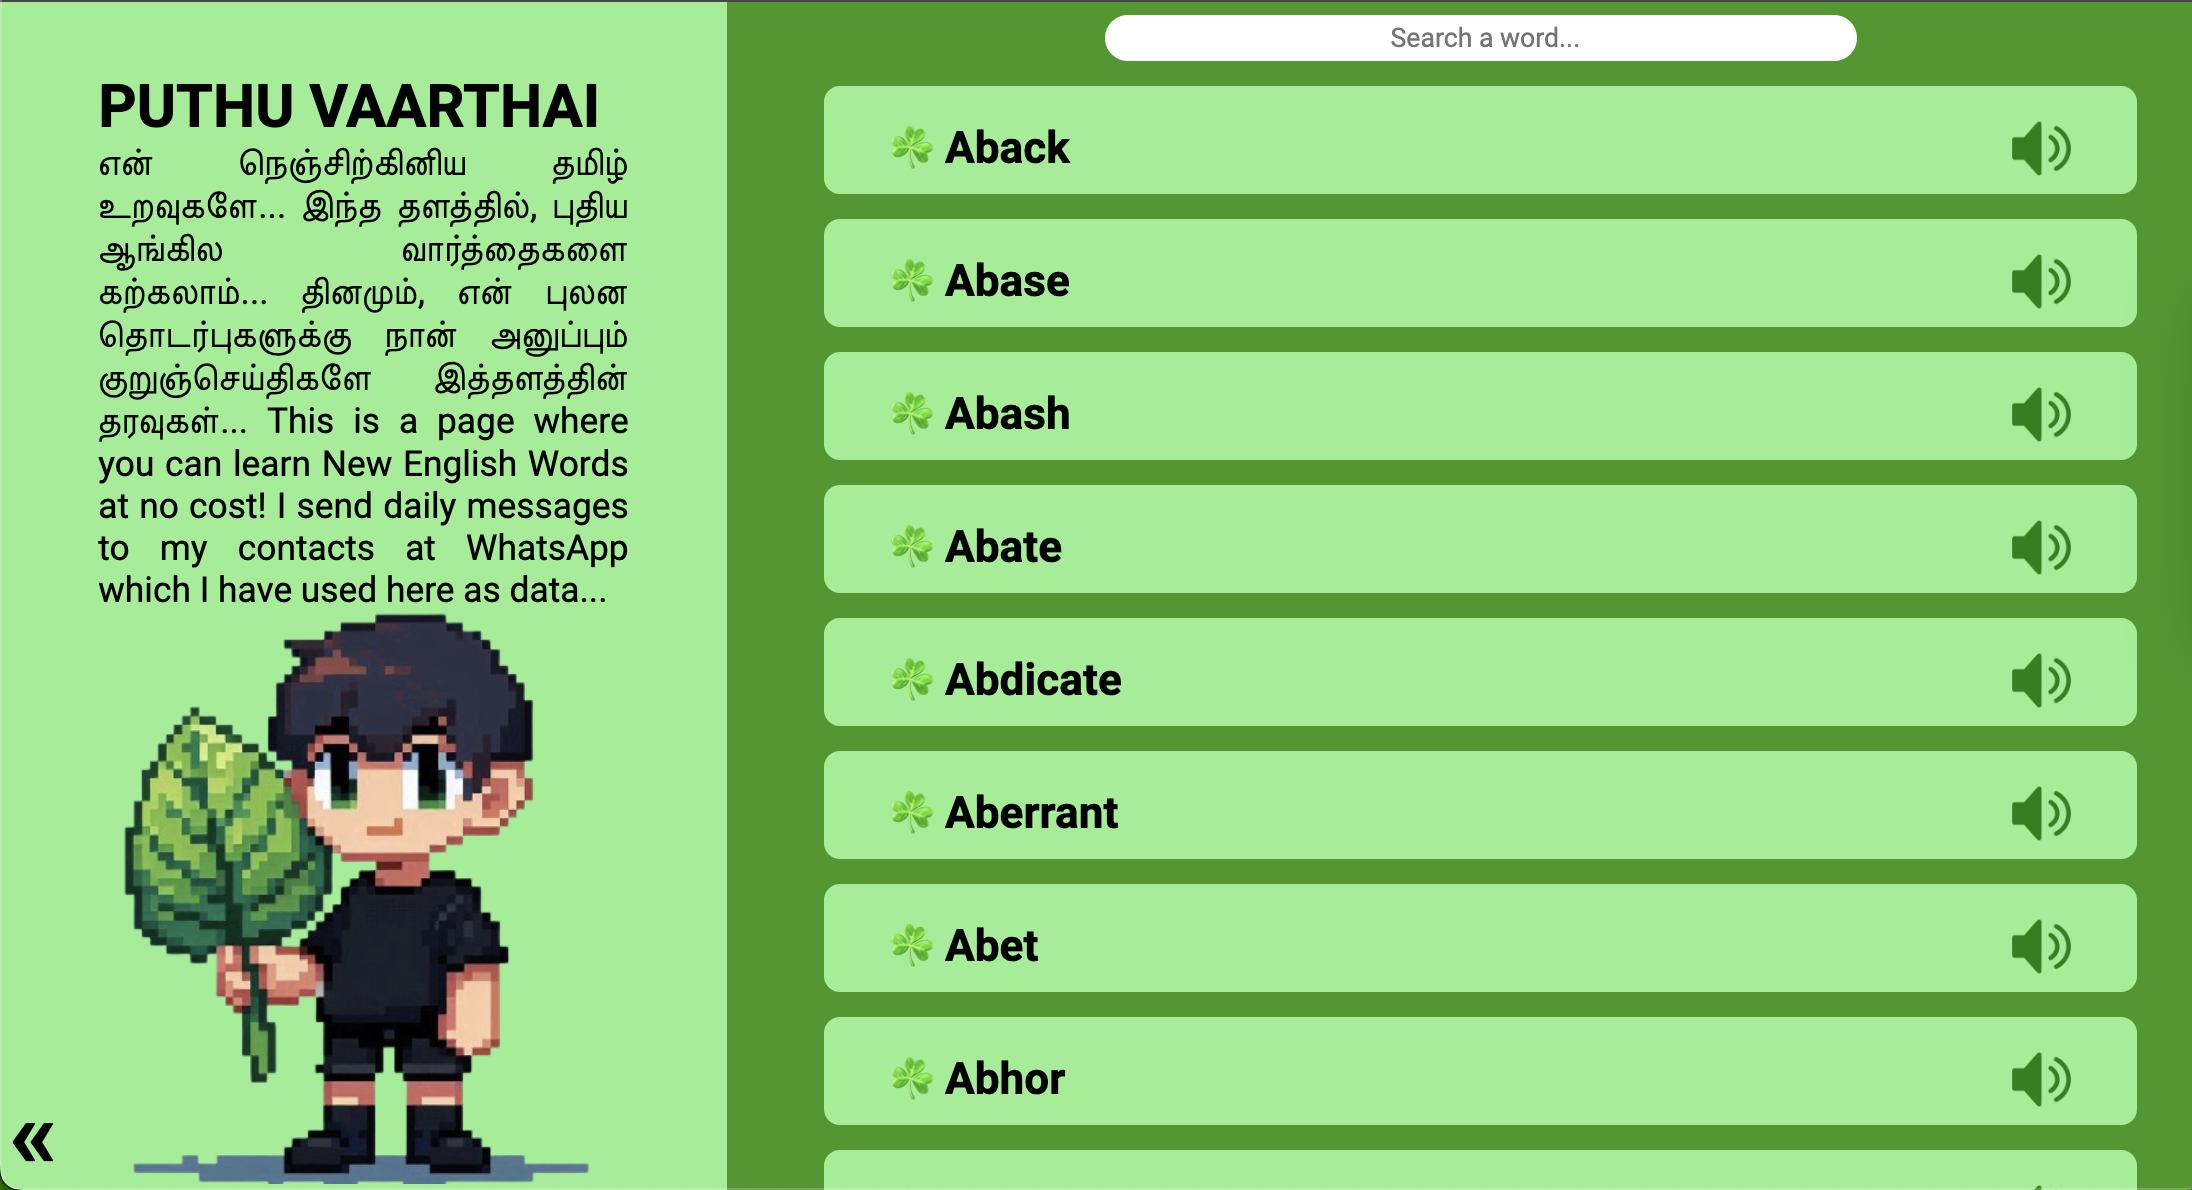 PUTHU VAARTHAI
என் நெஞ்சிற்கினிய தமிழ்
உறவுகளே... இந்த தளத்தில், புதிய
ஆங்கில வார்த்தைகளை
கற்கலாம்... தினமும், என் புலன
தொடர்புகளுக்கு நான் அனுப்பும்
குறுஞ்செய்திகளே இத்தளத்தின்
தரவுகள்... This is a page where
you can learn New English Words
at no cost! I send daily messages
to my contacts at WhatsApp
which I have used here as data...
«
Search a word...
Aback
Abase
Abash
Abate
Abdicate
Aberrant
Abet
Abhor